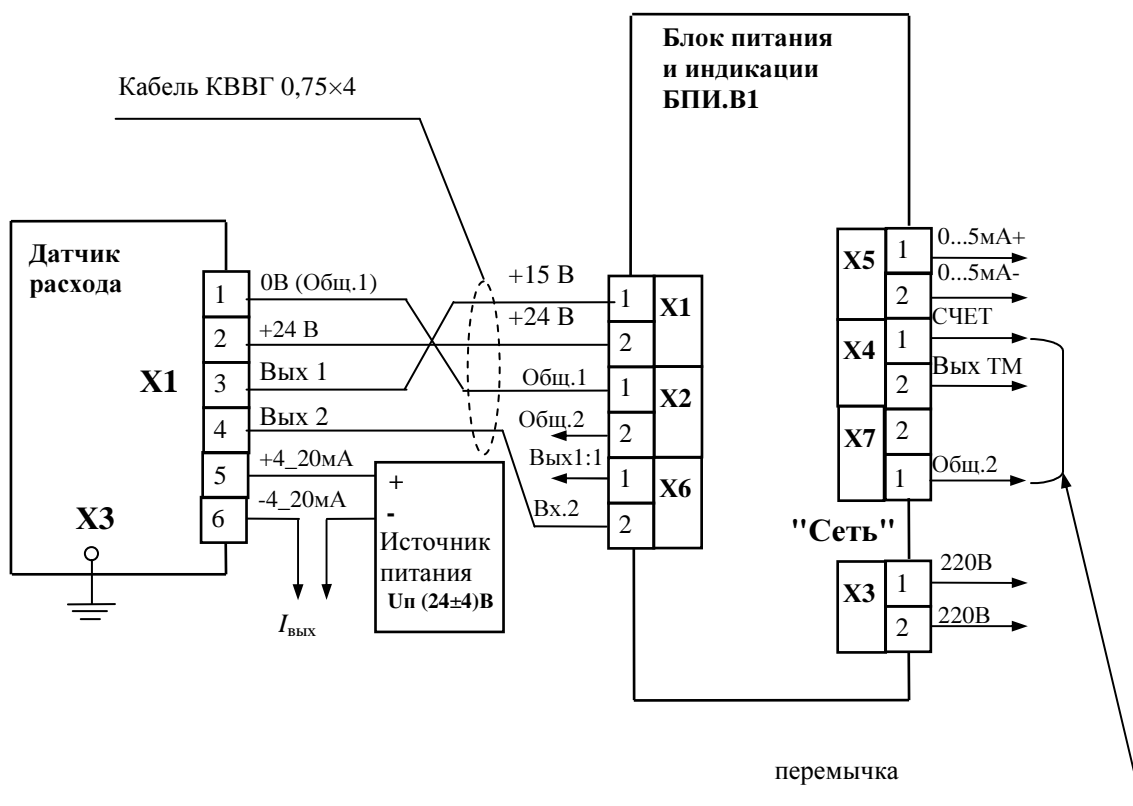 Блок питания
и индикации
БПИ.В1
Кабель КВВГ 0,75×4
Датчик
расхода
X1
1
2
3
4
5
6
0В (Общ.1)
+24 В
Вых 1
Вых 2
+4_20мА
-4_20мА
X3
Iвых
+
-
Источник
питания
Uп (24±4)В
+15 В
+24 В
Общ.1
Общ.2
Вых1:1
Вх.2
1
2
1
2
1
2
X1
X2
X6
X5
X4
X7
1
2
1
2
2
1
0...5мА+
0...5мА-
СЧЕТ
Вых ТМ
Общ.2
"Сеть"
X3
1
2
220В
220В
перемычка